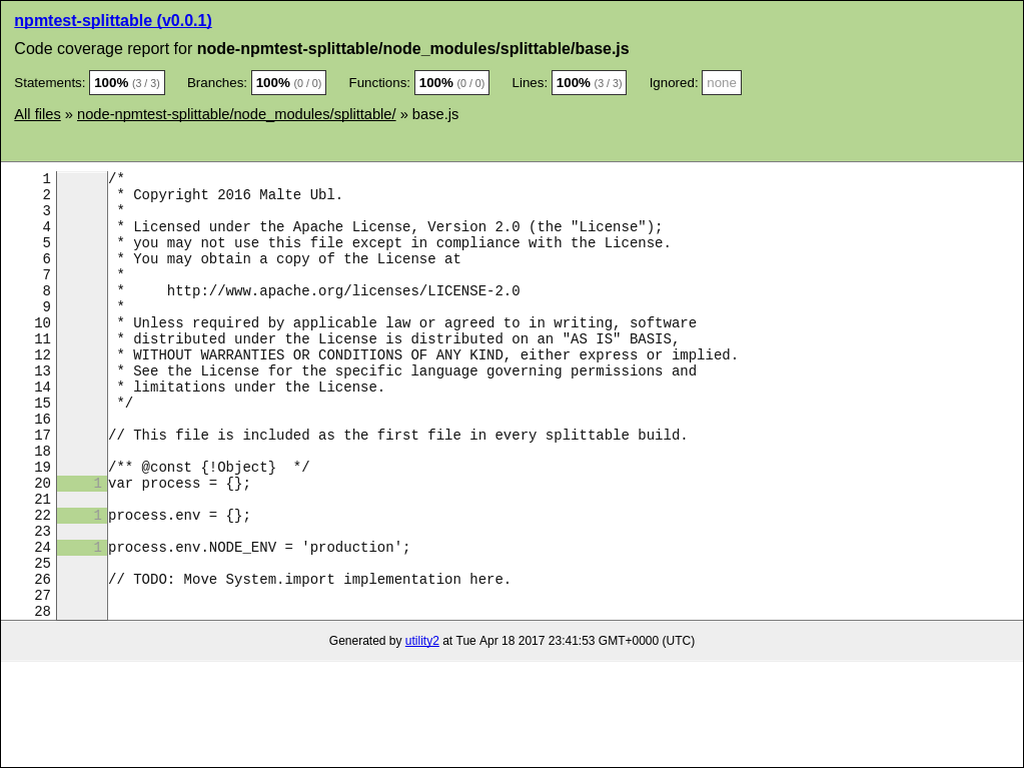 npmtest-splittable (v0.0.1)
Code coverage report for node-npmtest-splittable/node_modules/splittable/base.js
Statements: 100% (3 / 3) Branches: 100% (0 / 0) Functions: 100% (0 / 0) Lines: 100% (3 / 3) Ignored: none
All files » node-npmtest-splittable/node_modules/splittable/ » base.js
1 /*
2  * Copyright 2016 Malte Ubl.
3  *
4  * Licensed under the Apache License, Version 2.0 (the "License");
5  * you may not use this file except in compliance with the License.
6  * You may obtain a copy of the License at
7  *
8  *     http://www.apache.org/licenses/LICENSE-2.0
9  *
10  * Unless required by applicable law or agreed to in writing, software
11  * distributed under the License is distributed on an "AS IS" BASIS,
12  * WITHOUT WARRANTIES OR CONDITIONS OF ANY KIND, either express or implied.
13  * See the License for the specific language governing permissions and
14  * limitations under the License.
15  */
16
17 // This file is included as the first file in every splittable build.
18
19 /** @const {!Object}  */
20 1 var process = {};
21
22 1 process.env = {};
23
24 1 process.env.NODE_ENV = 'production';
25
26 // TODO: Move System.import implementation here.
27
28
Generated by utility2 at Tue Apr 18 2017 23:41:53 GMT+0000 (UTC)